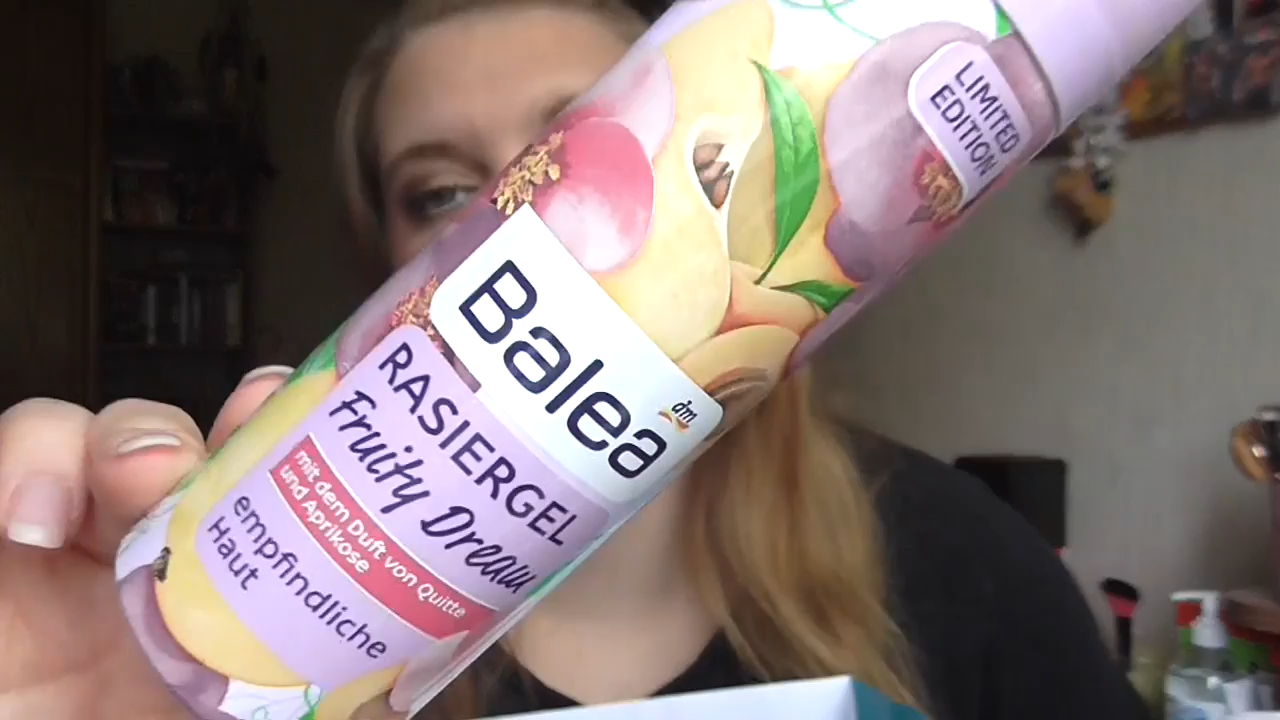 LIMITED
EDITION
Balea
dm
RASIERGEL
Fruity Dream
mit dem Duft von Quitte
und Aprikose
empfindliche
Haut